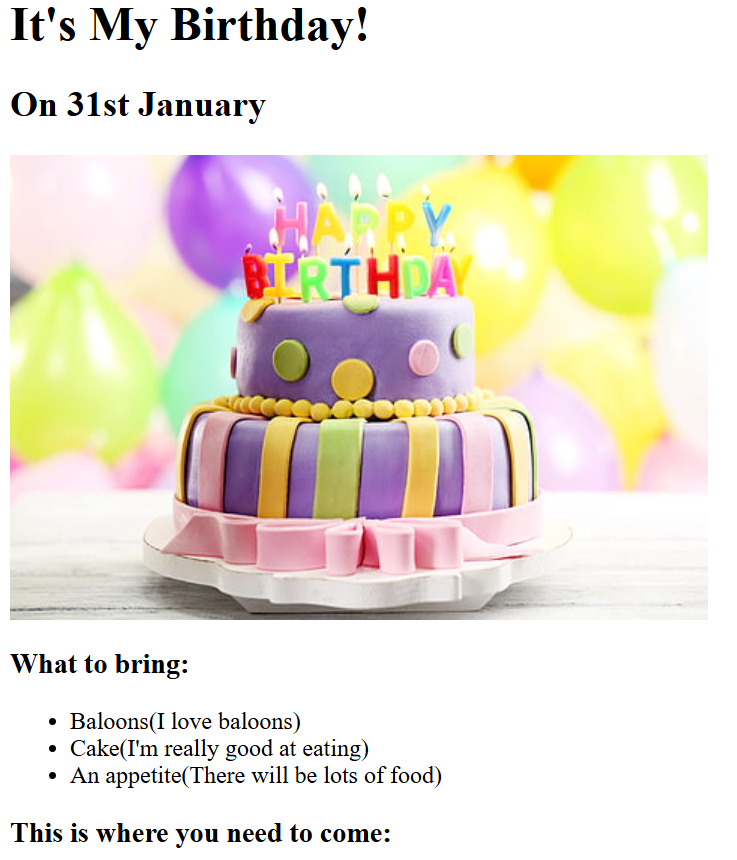 It's My Birthday!
On 31st January
HAPPY
BIRTHDAY
What to bring:
Baloons(I love baloons)
Cake(I'm really good at eating)
An appetite(There will be lots of food)
This is where you need to come: